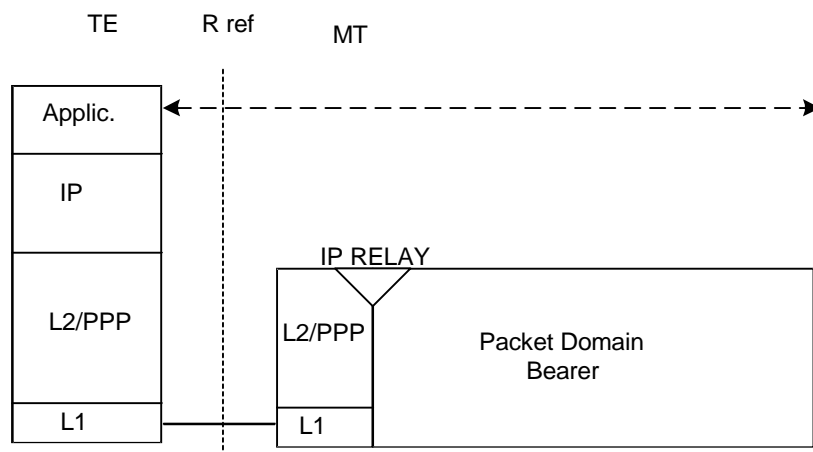 TE
R ref
MT
Applic.
IP
IP RELAY
L2/PPP
L2/PPP
Packet Domain
Bearer
L1
L1